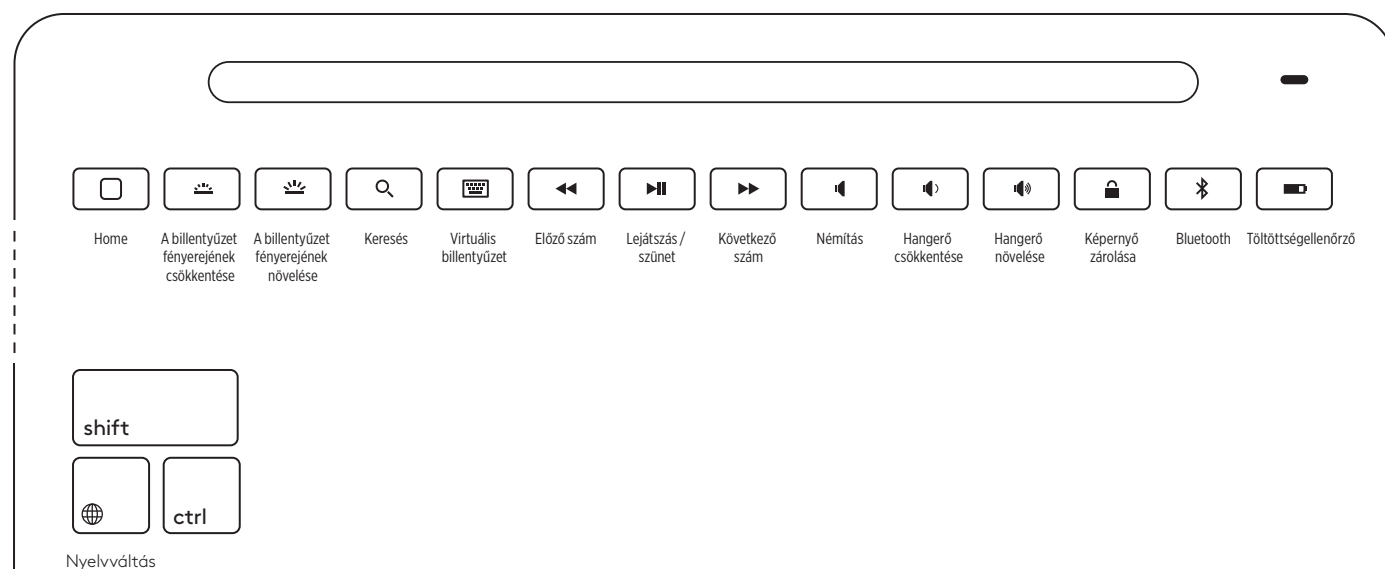 Home
A billentyűzet
fényerejének
csökkentése
A billentyűzet
fényerejének
növelése
Keresés
Virtuális
billentyűzet
Előző szám
Lejátszás /
szünet
Következő
szám
Némítás
Hangerő
csökkentése
Hangerő
növelése
Képernyő
zárolása
Bluetooth
Töltöttségellenőrző
shift
ctrl
Nyelvváltás